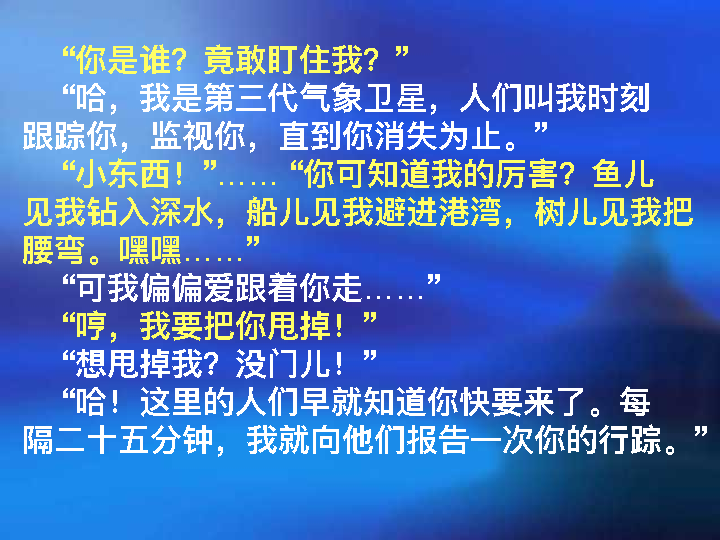 “你是谁？竟敢盯住我？”
“哈，我是第三代气象卫星，人们叫我时刻
跟踪你，监视你，直到你消失为止。”
“小东西！”……“你可知道我的厉害？鱼儿
见我钻入深水，船儿见我避进港湾，树儿见我把
腰弯。嘿嘿……”
“可我偏偏爱跟着你走……”
“哼，我要把你甩掉！”
“想甩掉我？没门儿！”
“哈！这里的人们早就知道你快要来了。每
隔二十五分钟，我就向他们报告一次你的行踪。”